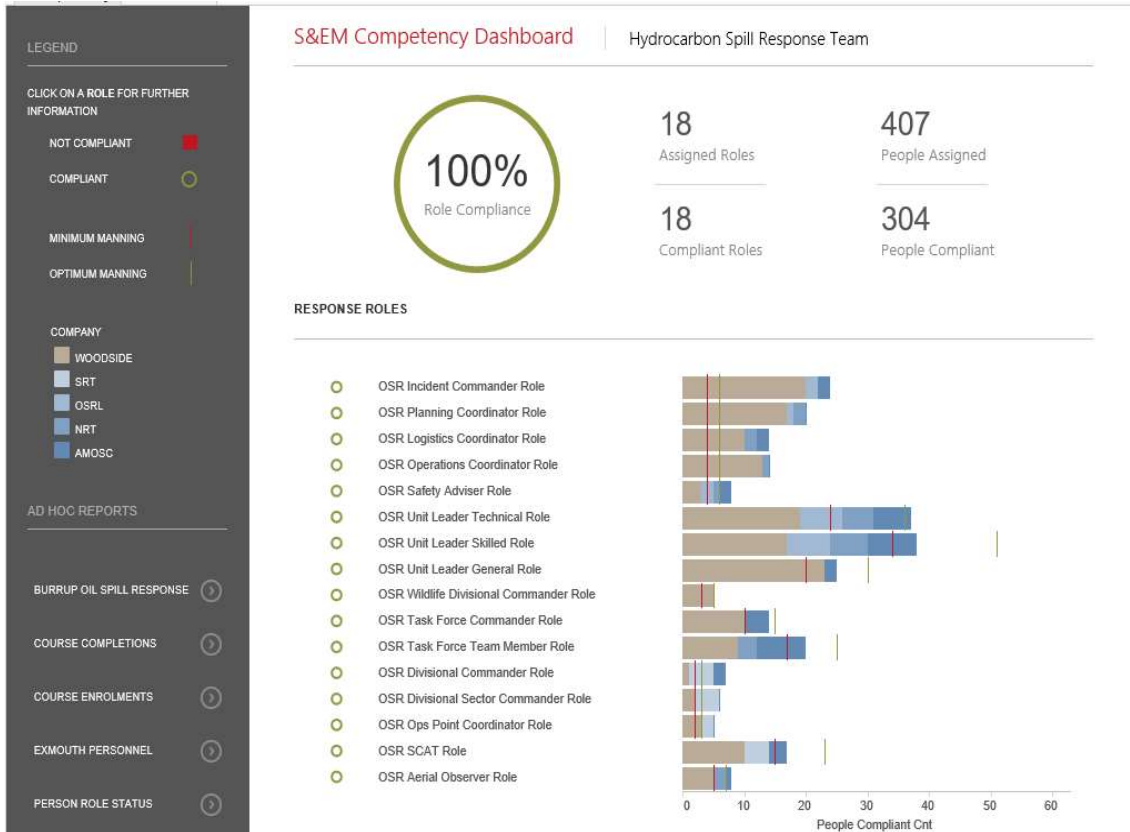 LEGEND
CLICK ON A ROLE FOR FURTHER
INFORMATION
NOT COMPLIANT
COMPLIANT
MINIMUM MANNING
OPTIMUM MANNING
COMPANY
WOODSIDE
SRT
OSRL
NRT
AMOSC
AD HOC REPORTS
BURRUP OIL SPILL RESPONSE
COURSE COMPLETIONS
COURSE ENROLMENTS
EXMOUTH PERSONNEL
PERSON ROLE STATUS
S&EM Competency Dashboard
Hydrocarbon Spill Response Team
100%
Role Compliance
18
Assigned Roles
407
People Assigned
18
Compliant Roles
304
People Compliant
RESPONSE ROLES
OSR Incident Commander Role
OSR Planning Coordinator Role
OSR Logistics Coordinator Role
OSR Operations Coordinator Role
OSR Safety Adviser Role
OSR Unit Leader Technical Role
OSR Unit Leader Skilled Role
OSR Unit Leader General Role
OSR Wildlife Divisional Commander Role
OSR Task Force Commander Role
OSR Task Force Team Member Role
OSR Divisional Commander Role
OSR Divisional Sector Commander Role
OSR Ops Point Coordinator Role
OSR SCAT Role
OSR Aerial Observer Role
0 10 20 30 40 50 60
People Compliant Cnt